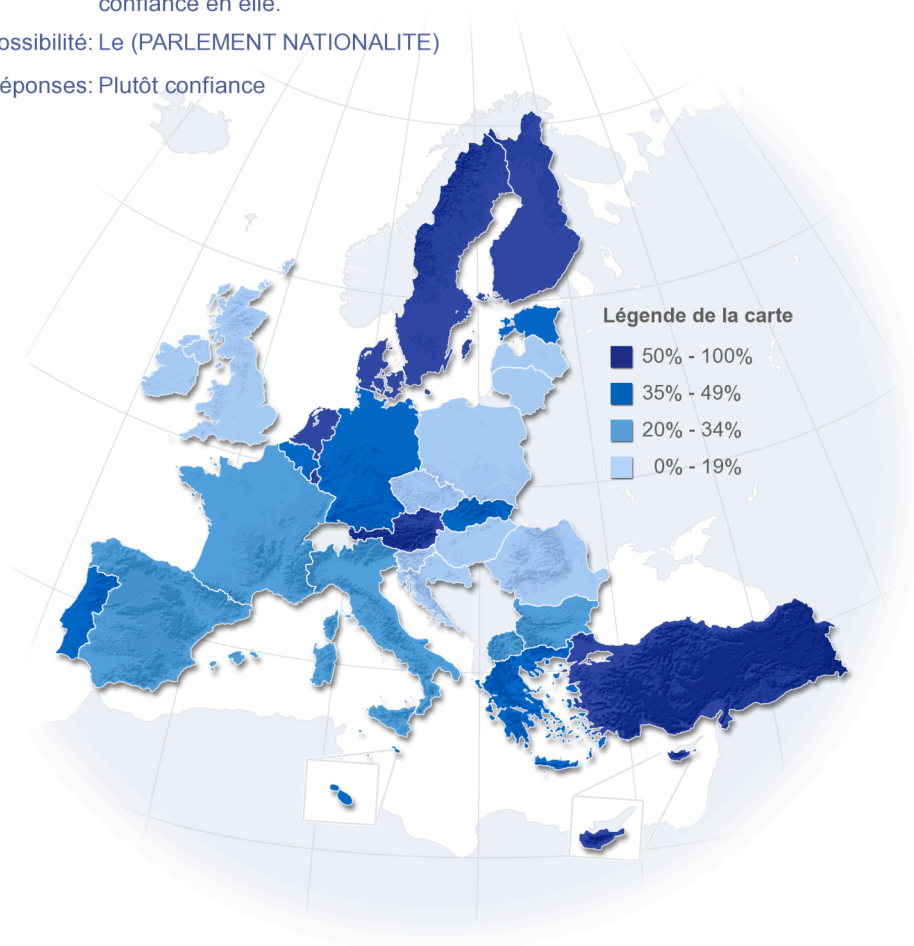 confiance en elle.
ossibilité: Le (PARLEMENT NATIONALITE)
éponses: Plutôt confiance
Légende de la carte
50% - 100%
35% - 49%
20% - 34%
0% - 19%